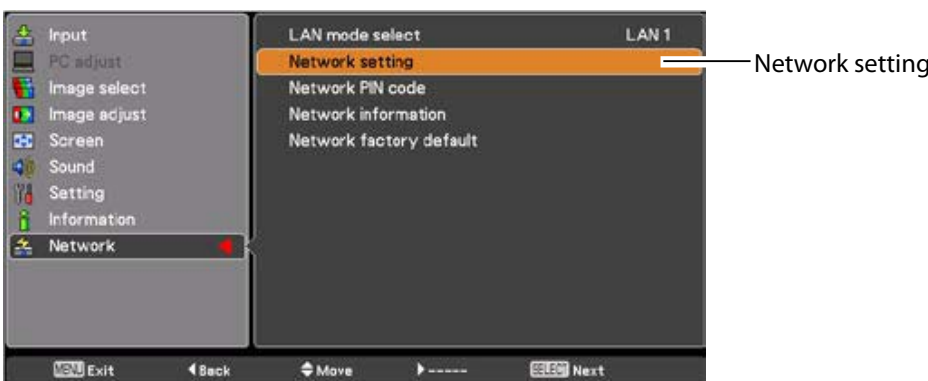 Input
PC adjust
Image select
Image adjust
Screen
Sound
Setting
Information
Network
LAN mode select LAN 1
Network setting
Network PIN code
Network information
Network factory default
Network setting
MENU Exit Back Move ----- SELECT Next